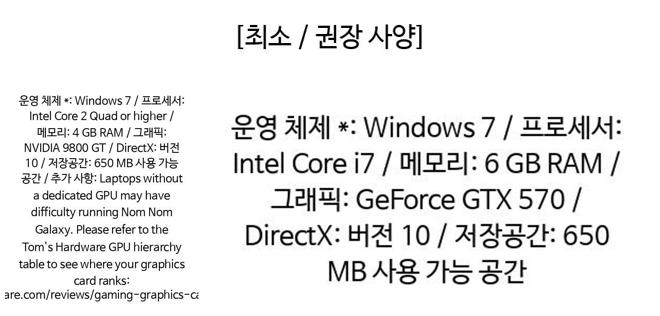 [최소 / 권장 사양]
운영 체제 *: Windows 7 / 프로세서:
Intel Core 2 Quad or higher /
메모리: 4 GB RAM / 그래픽:
NVIDIA 9800 GT / DirectX: 버전
10 / 저장공간: 650 MB 사용 가능
공간 / 추가 사항: Laptops without
a dedicated GPU may have
difficulty running Nom Nom
Galaxy. Please refer to the
Tom's Hardware GPU hierarchy
table to see where your graphics
card ranks:
are.com/reviews/gaming-graphics-ca
운영 체제 *: Windows 7 / 프로세서:
Intel Core i7 / 메모리: 6 GB RAM /
그래픽: GeForce GTX 570 /
DirectX: 버전 10 / 저장공간: 650
MB 사용 가능 공간